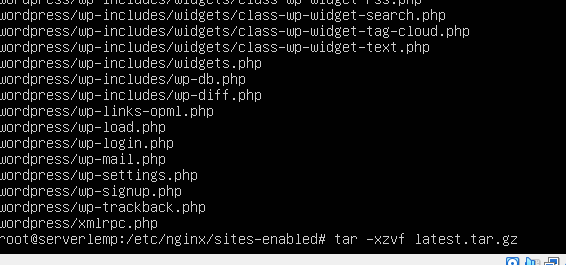 wordpress/wp-includes/widgets/class-wp-widget-rss.php
wordpress/wp-includes/widgets/class-wp-widget-search.php
wordpress/wp-includes/widgets/class-wp-widget-tag-cloud.php
wordpress/wp-includes/widgets/class-wp-widget-text.php
wordpress/wp-includes/widgets.php
wordpress/wp-includes/wp-db.php
wordpress/wp-includes/wp-diff.php
wordpress/wp-links-opml.php
wordpress/wp-load.php
wordpress/wp-login.php
wordpress/wp-mail.php
wordpress/wp-settings.php
wordpress/wp-signup.php
wordpress/wp-trackback.php
wordpress/xmlrpc.php
root@serverlemp:/etc/nginx/sites-enabled# tar -xzvf latest.tar.gz